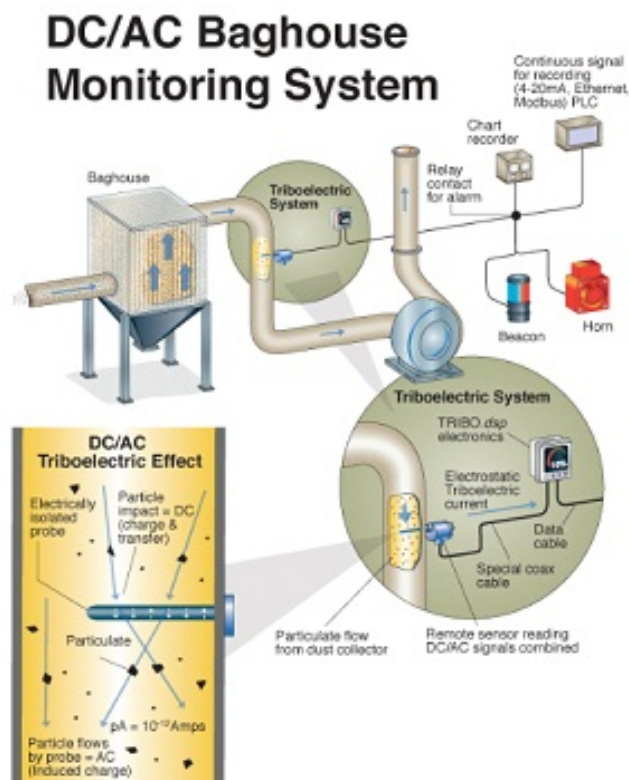 DC/AC Baghouse
Monitoring System
Continuous signal
for recording
(4-20mA, Ethernet,
Modbus) PLC
Chart
recorder
Baghouse
Triboelectric
System
Relay
contact
for alarm
Beacon
Horn
Triboelectric System
TRIBO.dsp
electronics
Electrostatic
Triboelectric
current
Data
cable
Special coax
cable
Particulate flow
from dust collector
Remote sensor reading
DC/AC signals combined
DC/AC
Triboelectric Effect
Electrically
isolated
probe
Particle
impact = DC
(charge &
transfer)
Particulate
pA = 10-12Amps
Particle flows
by probe = AC
(Induced charge)